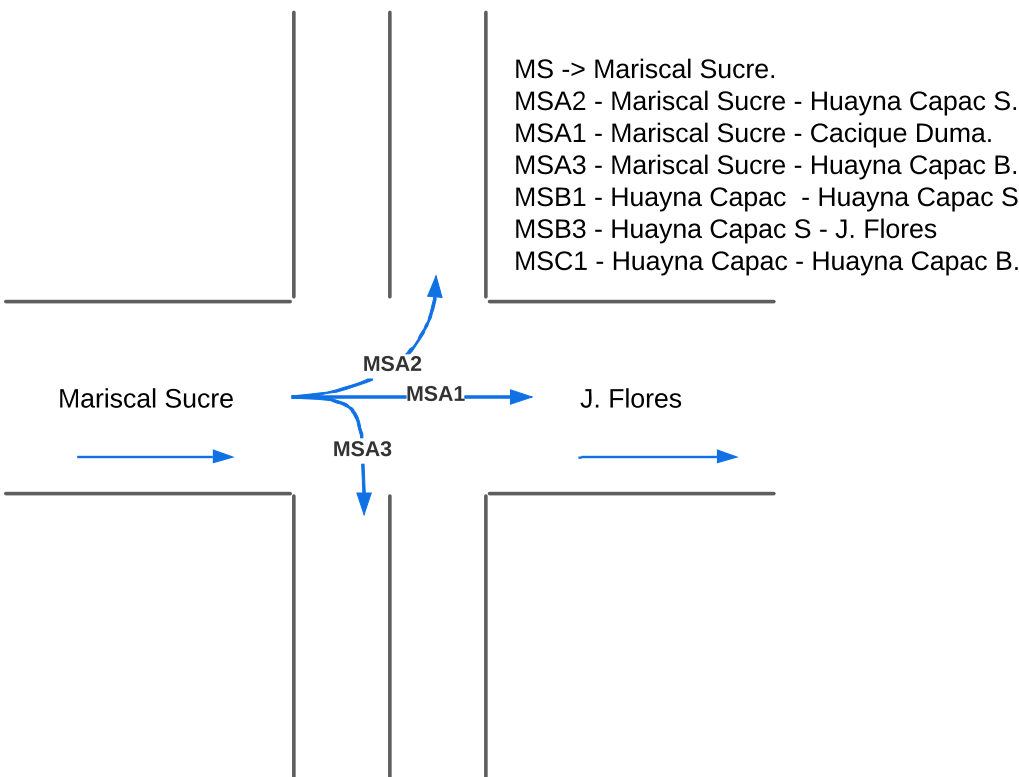 MS -> Mariscal Sucre.
MSA2 - Mariscal Sucre - Huayna Capac S.
MSA1 - Mariscal Sucre - Cacique Duma.
MSA3 - Mariscal Sucre - Huayna Capac B.
MSB1 - Huayna Capac  - Huayna Capac S
MSB3 - Huayna Capac S - J. Flores
MSC1 - Huayna Capac - Huayna Capac B.
MSA2
MSA1
Mariscal Sucre
J. Flores
MSA3